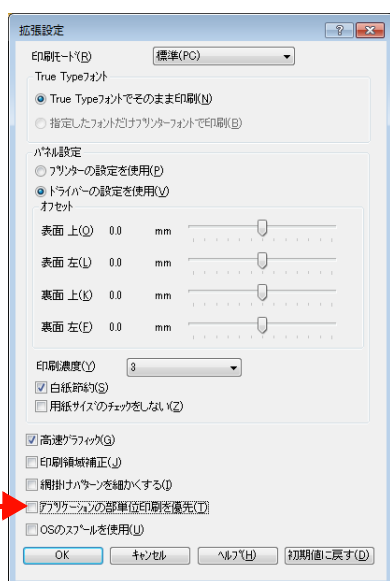 拡張設定
印刷モード(R) 標準(PC)
True Typeフォント
True Typeフォントでそのまま印刷(N)
指定したフォントだけプリンターフォントで印刷(B)
パネル設定
プリンターの設定を使用(P)
ドライバーの設定を使用(V)
オフセット
表面 上(O) 0.0 mm
表面 左(L) 0.0 mm
裏面 上(K) 0.0 mm
裏面 左(F) 0.0 mm
印刷濃度(Y) 3
白紙節約(S)
用紙サイズのチェックをしない(Z)
高速グラフィック(G)
印刷領域補正(J)
網掛けパターンを細かくする(I)
アプリケーションの部単位印刷を優先(T)
OSのスプールを使用(U)
OK キャンセル ヘルプ(H) 初期値に戻す(D)